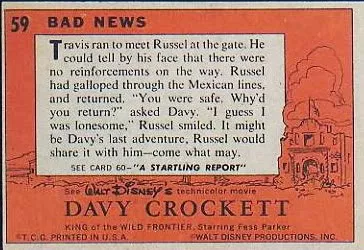 59 BAD NEWS
Travis ran to meet Russel at the gate. He
could tell by his face that there were
no reinforcements on the way. Russel
had galloped through the Mexican lines,
and returned. "You were safe. Why'd
you return?" asked Davy. "I guess I
was lonesome," Russel smiled. It might
be Davy's last adventure, Russel would
share it with him—come what may.
SEE CARD 60—"A STARTLING REPORT"
See Walt Disney's technicolor movie
DAVY CROCKETT
KING of the WILD FRONTIER, Starring Fess Parker
© T.C.G. PRINTED IN U.S.A. ©WALT DISNEY PRODUCTIONS, INC.